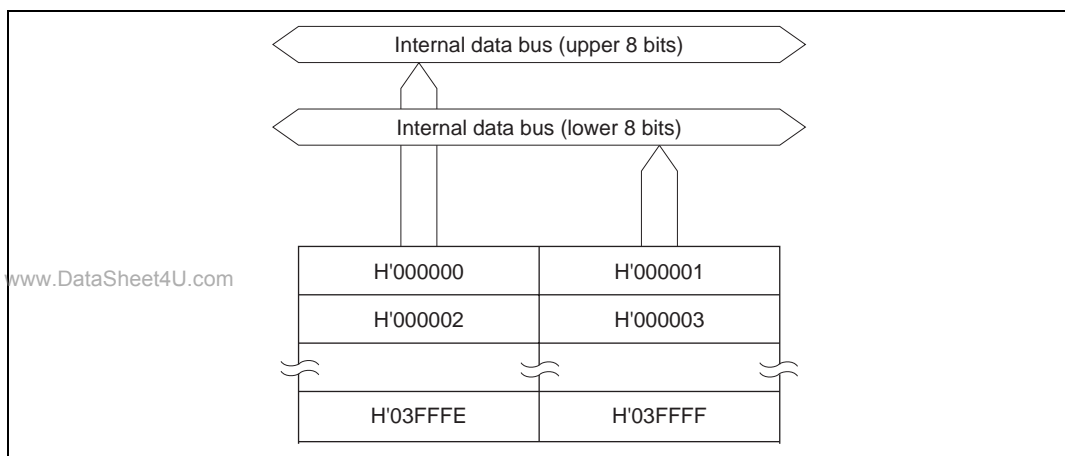 Internal data bus (upper 8 bits)
Internal data bus (lower 8 bits)
H'000000 H'000001
www.DataSheet4U.com
H'000002 H'000003
H'03FFFE H'03FFFF